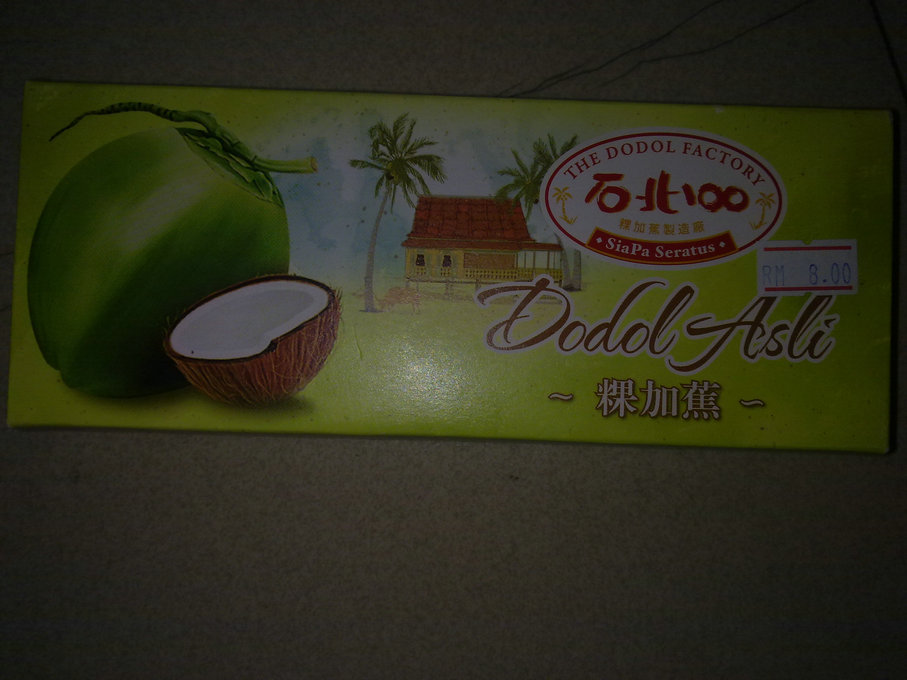 THE DODOL FACTORY
石北100
粿加蕉製造廠
SiaPa Seratus
RM 8.00
Dodol Asli
~ 粿加蕉 ~